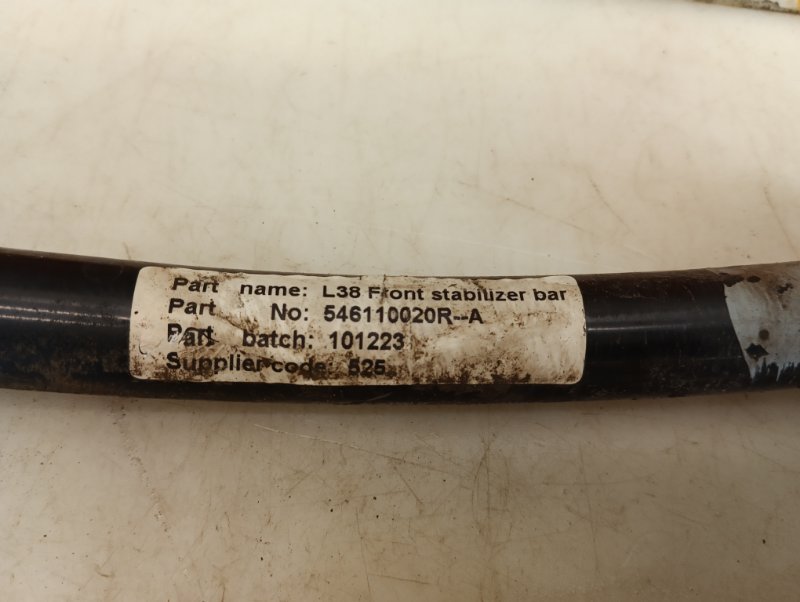 Part name: L38 Front stabilizer bar
Part No: 546110020R--A
Part batch: 101223
Supplier code: 525